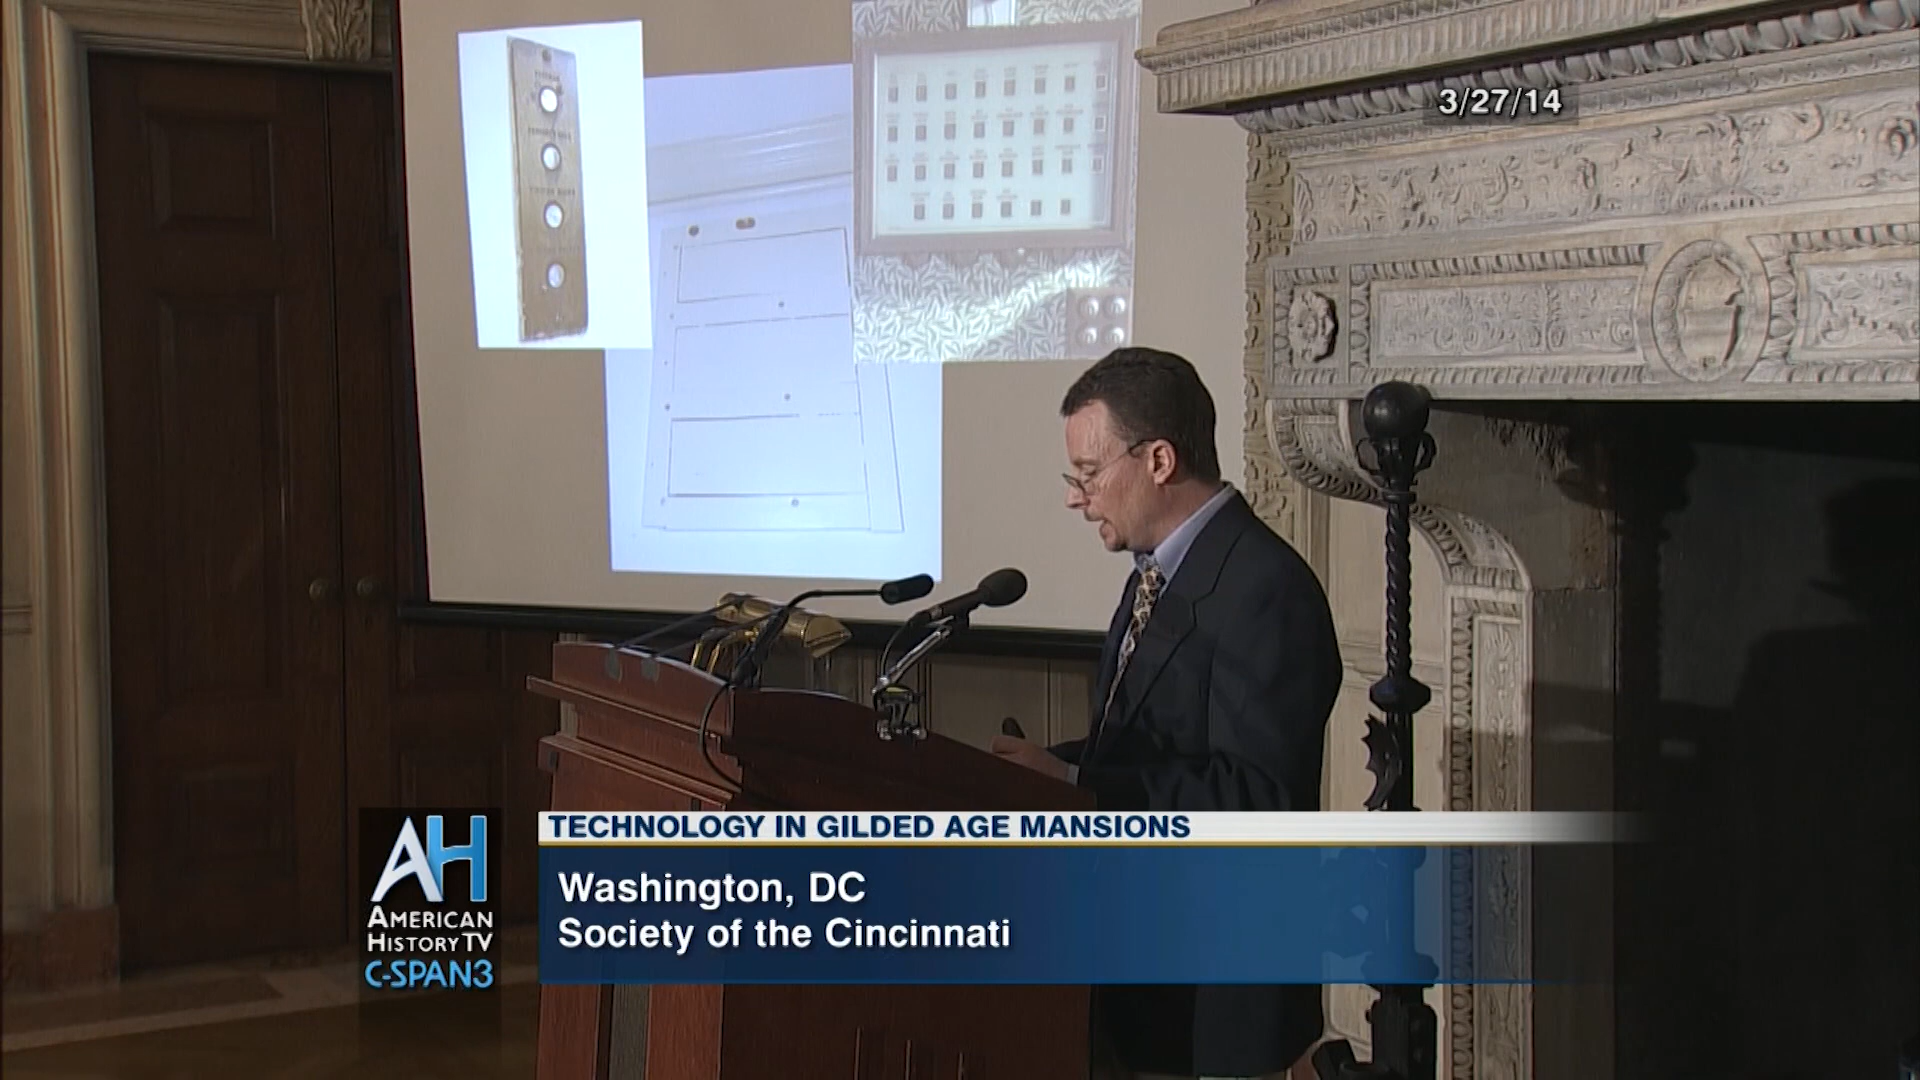 3/27/14
TECHNOLOGY IN GILDED AGE MANSIONS
Washington, DC
Society of the Cincinnati
AH
AMERICAN
HISTORY TV
C-SPAN3